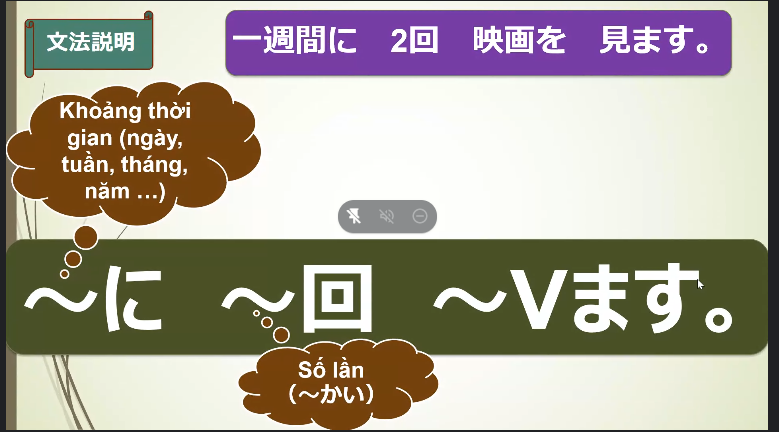 文法説明
一週間に　2回　映画を　見ます。
Khoảng thời
gian (ngày,
tuần, tháng,
năm ...)
～に　～回　～Vます。
Số lần
（～かい）